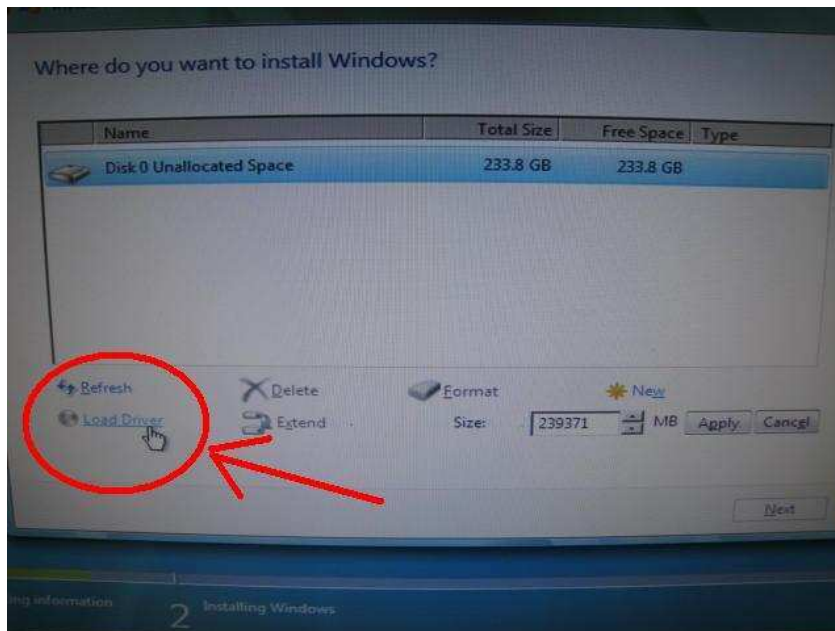 Where do you want to install Windows?
Name Total Size Free Space Type
Disk 0 Unallocated Space 233.8 GB 233.8 GB
Refresh Delete Format New
Load Driver Extend Size: 239371 MB Apply Cancel
Next
information
2 Installing Windows